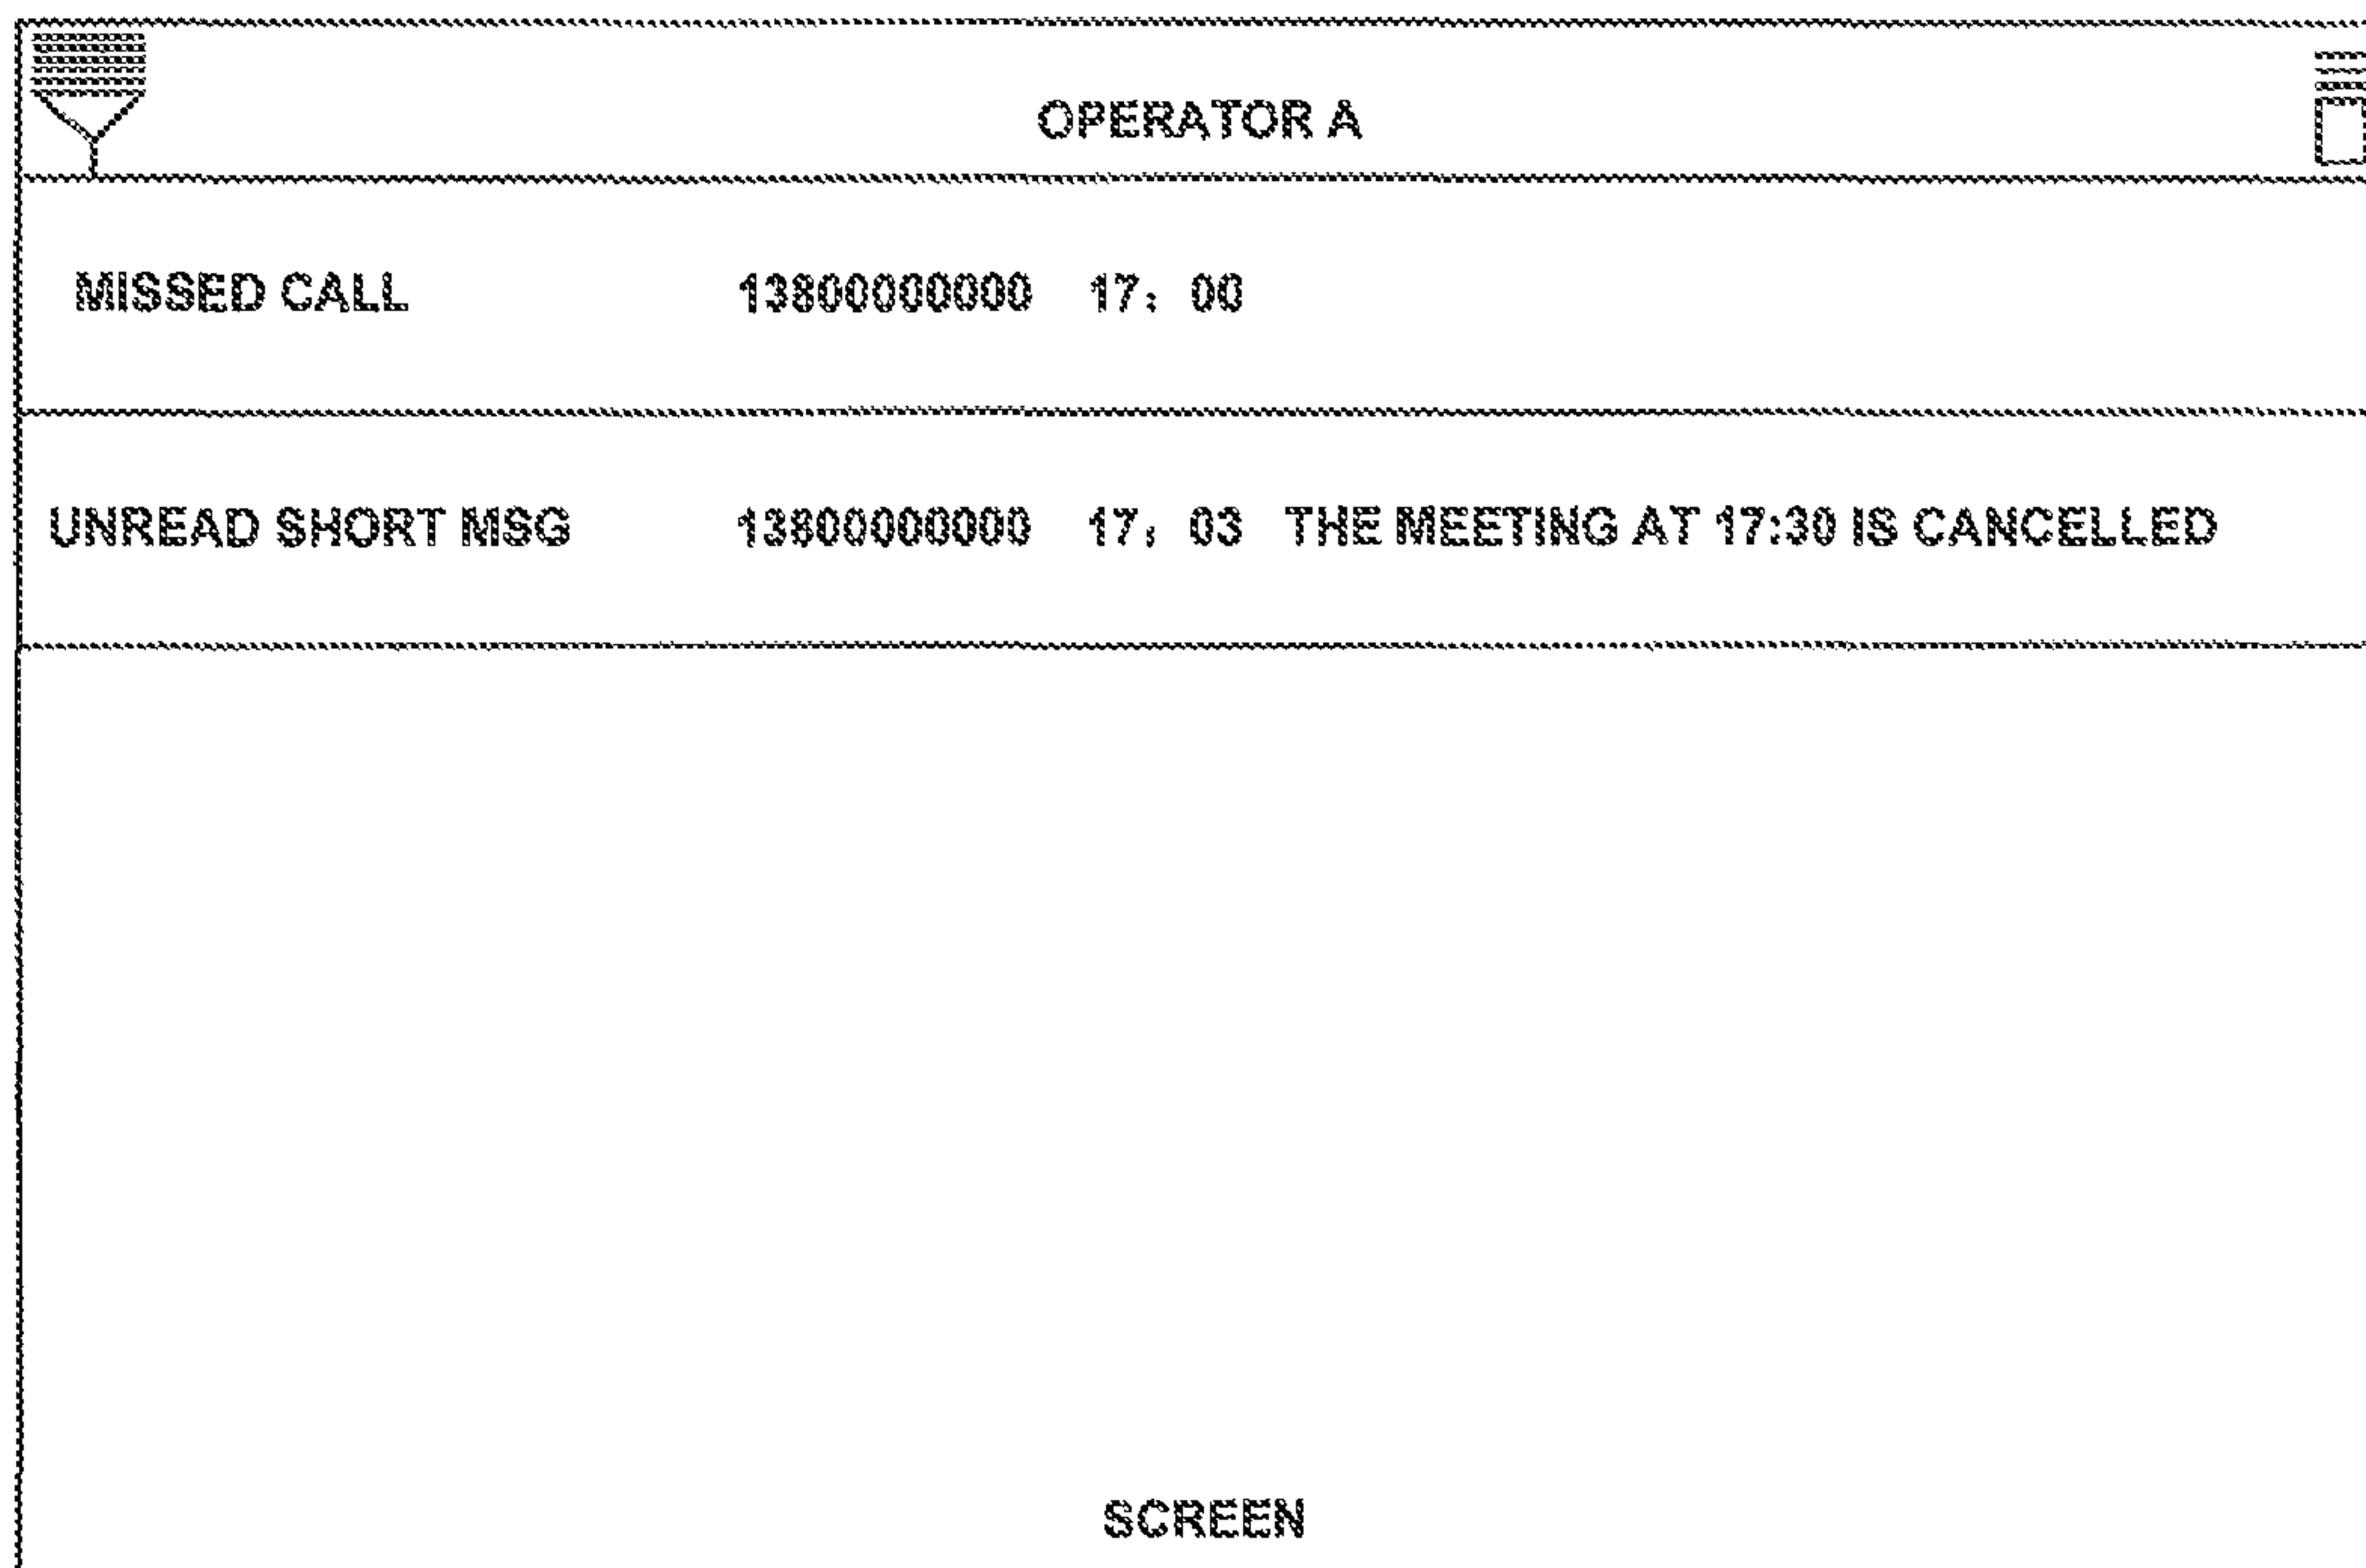 OPERATOR A
MISSED CALL 13800000000 17: 00
UNREAD SHORT MSG 13800000000 17: 03 THE MEETING AT 17:30 IS CANCELLED
SCREEN